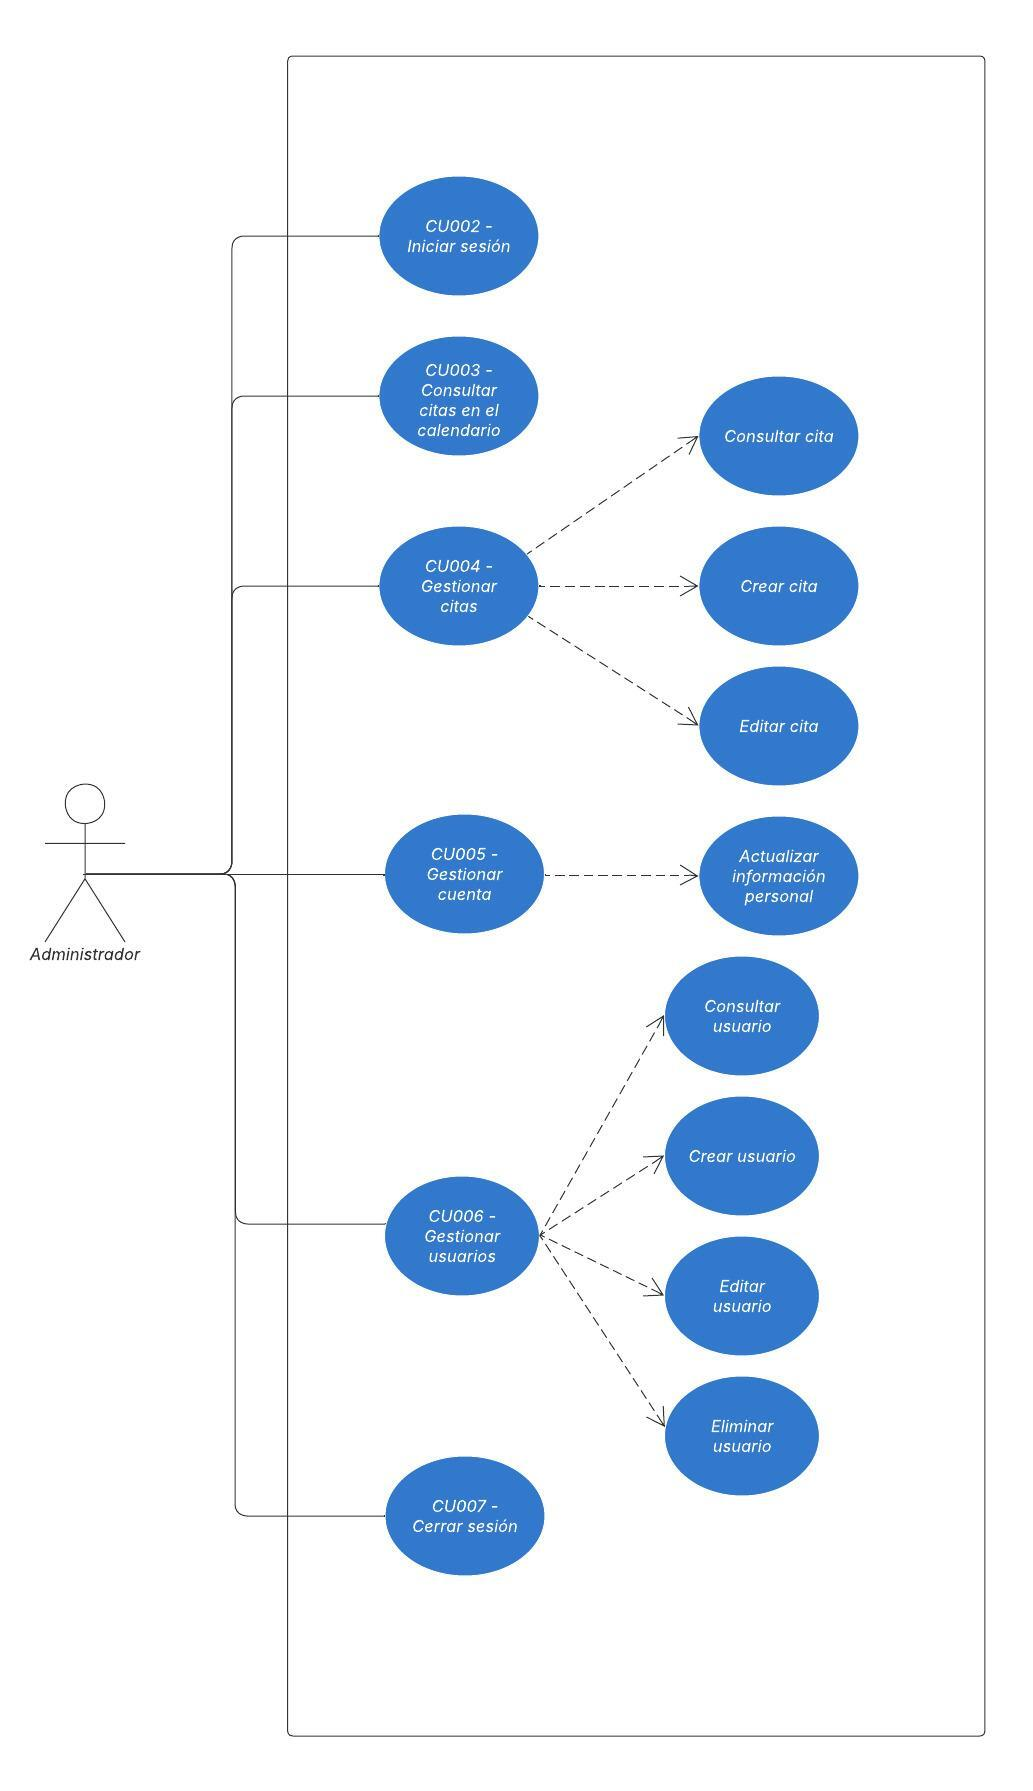 CU002 -
Iniciar sesión
CU003 -
Consultar
citas en el
calendario
Consultar cita
CU004 -
Gestionar
citas
Crear cita
Editar cita
Administrador
CU005 -
Gestionar
cuenta
Actualizar
información
personal
Consultar
usuario
Crear usuario
CU006 -
Gestionar
usuarios
Editar
usuario
Eliminar
usuario
CU007 -
Cerrar sesión